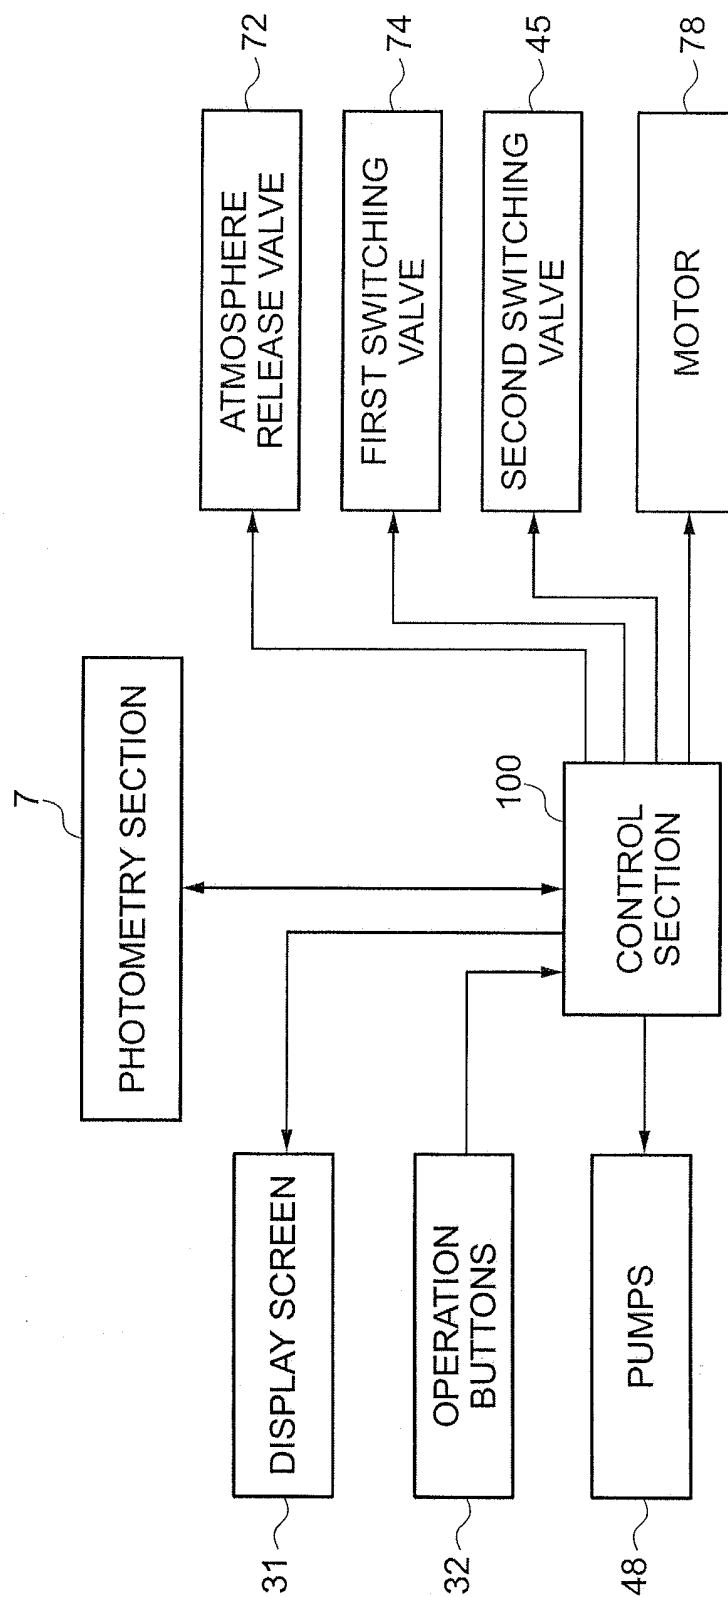 7
PHOTOMETRY SECTION
31
DISPLAY SCREEN
72
ATMOSPHERE
RELEASE VALVE
74
FIRST SWITCHING
VALVE
32
OPERATION
BUTTONS
100
CONTROL
SECTION
45
SECOND SWITCHING
VALVE
48
PUMPS
78
MOTOR